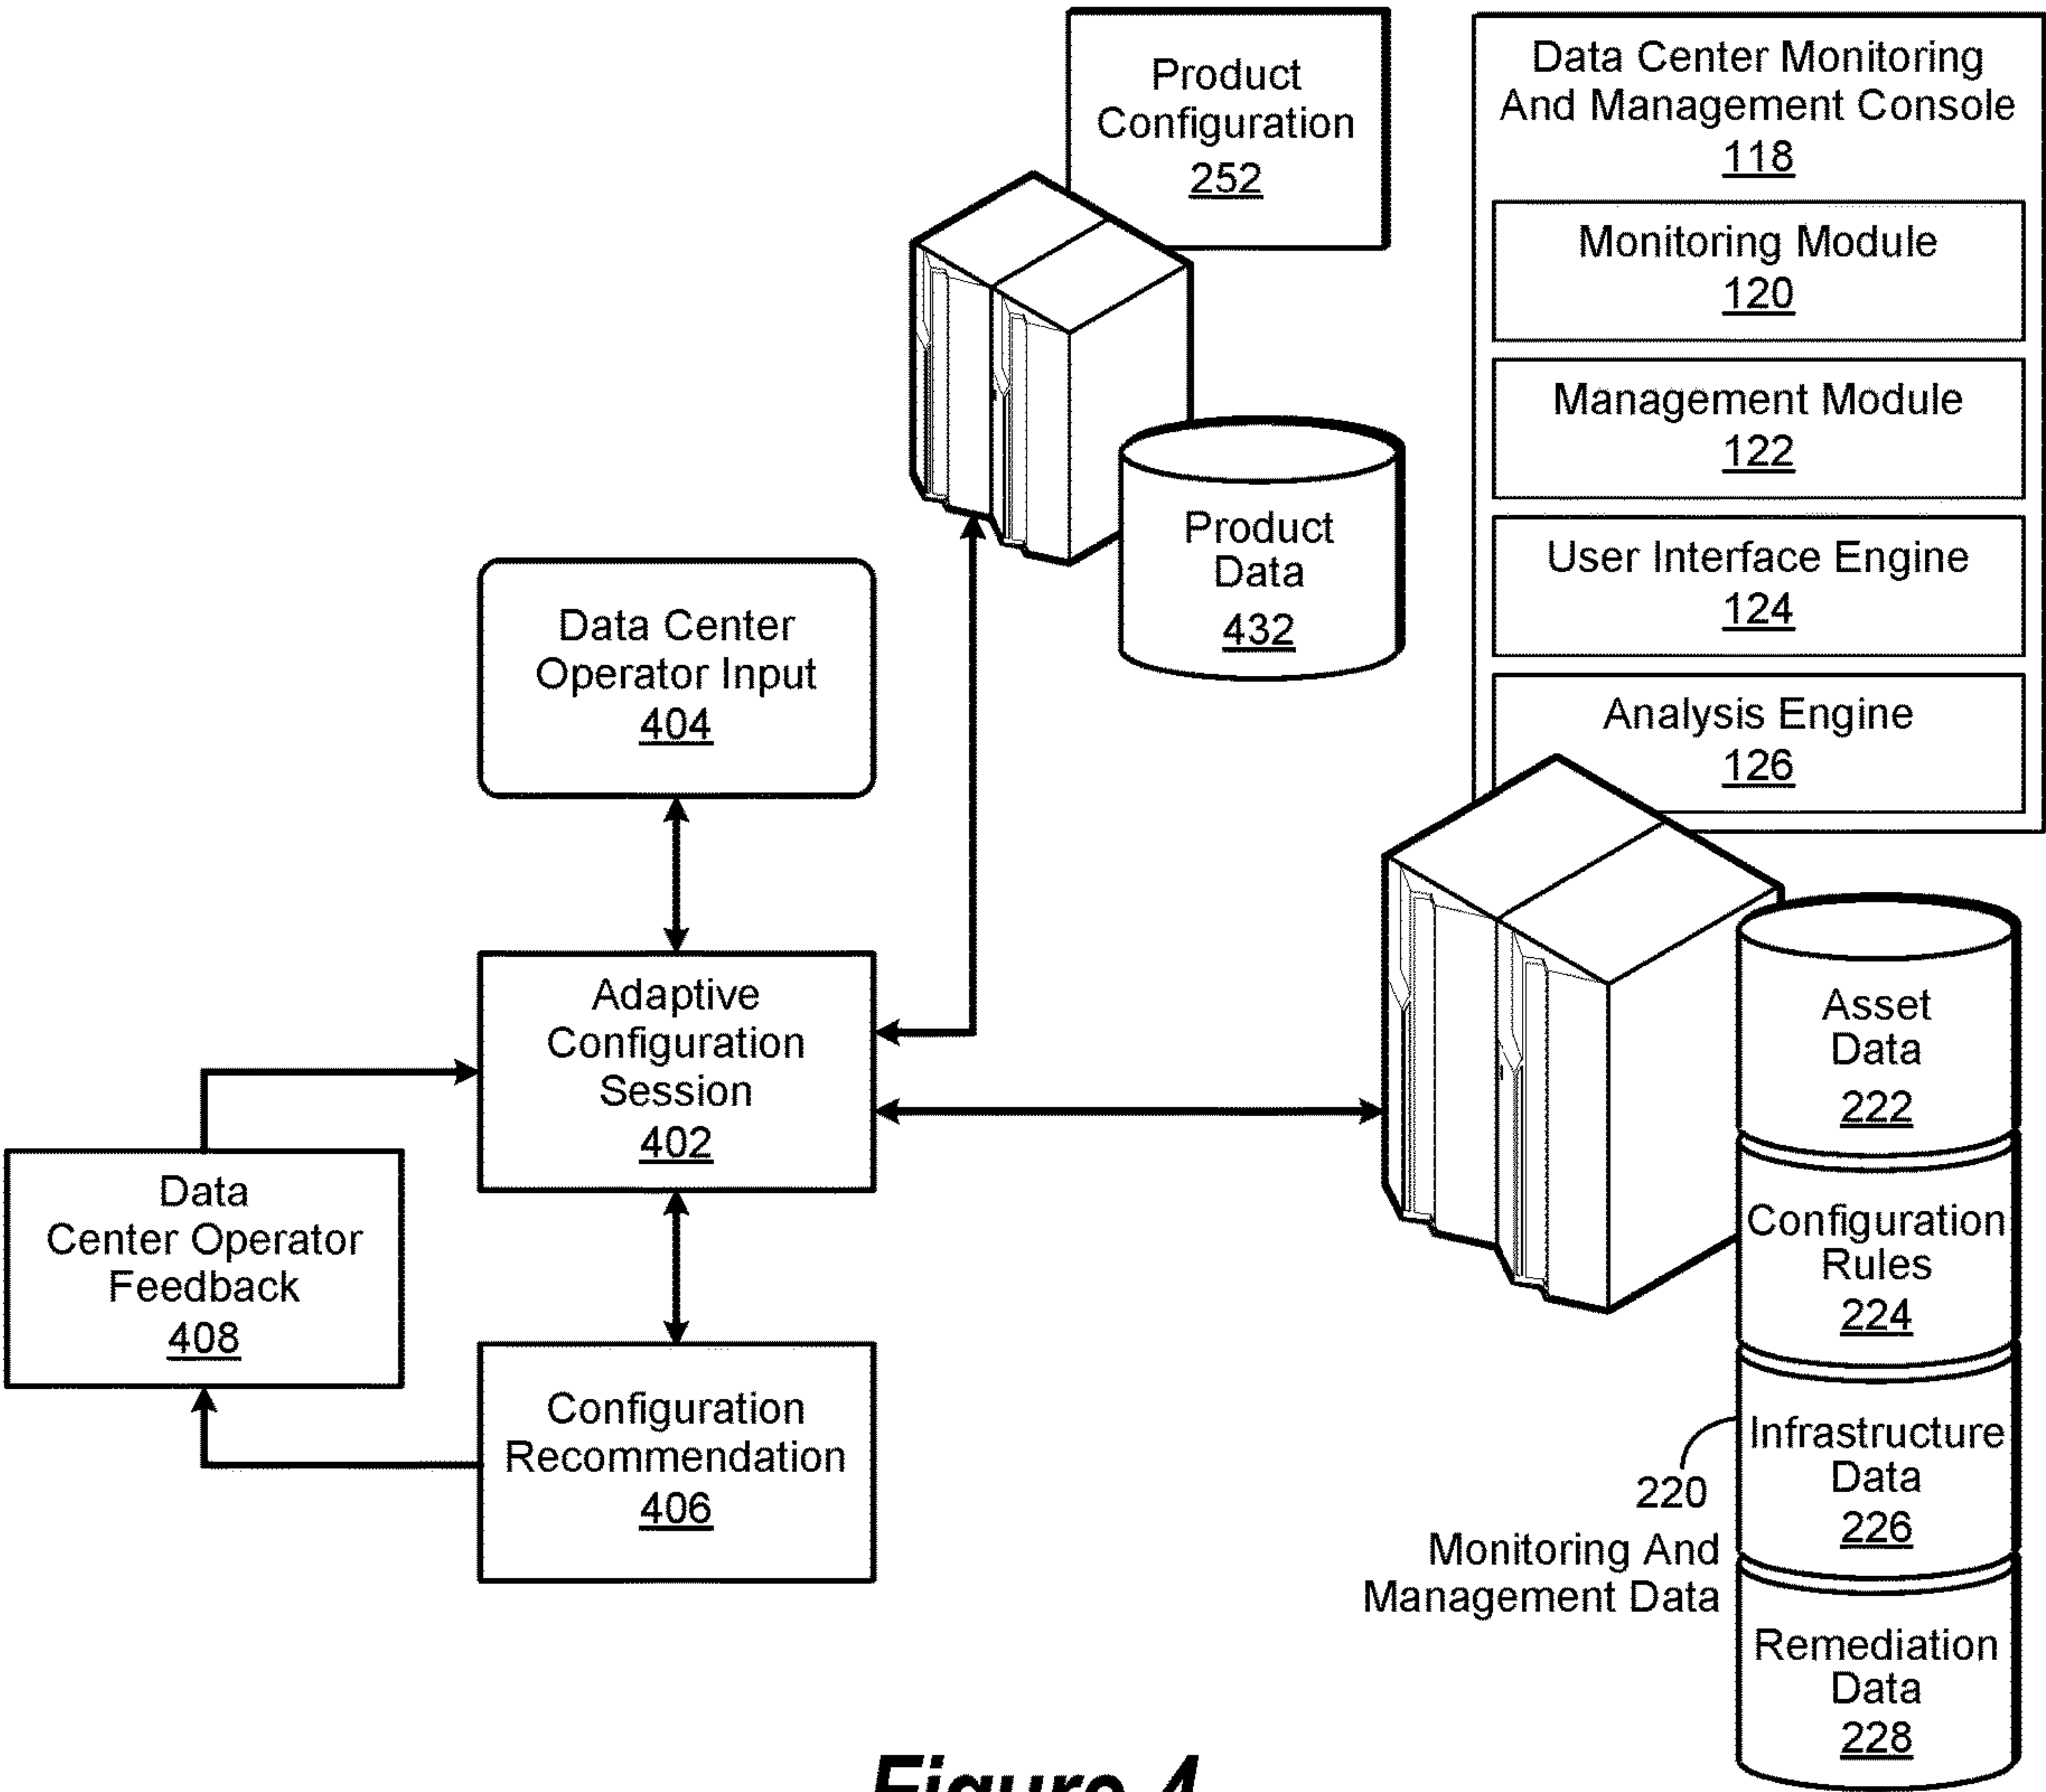 Product
Configuration
252
Data Center Monitoring
And Management Console
118
Monitoring Module
120
Management Module
122
User Interface Engine
124
Analysis Engine
126
Product
Data
432
Data Center
Operator Input
404
Adaptive
Configuration
Session
402
Data
Center Operator
Feedback
408
Configuration
Recommendation
406
Asset
Data
222
Configuration
Rules
224
Infrastructure
Data
226
220
Monitoring And
Management Data
Remediation
Data
228
Figure 4